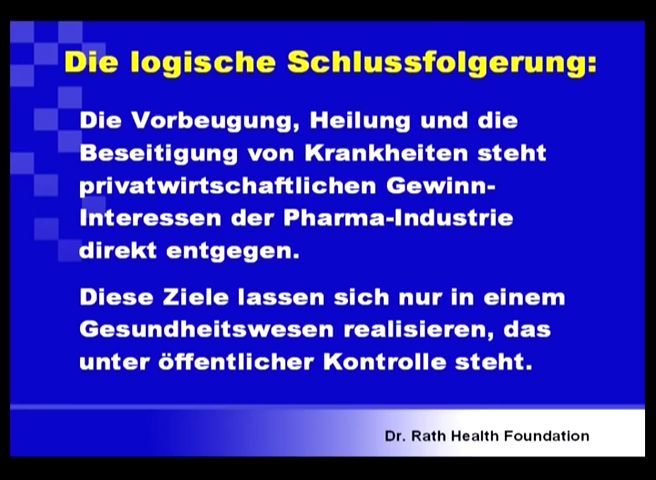 Die logische Schlussfolgerung:
Die Vorbeugung, Heilung und die
Beseitigung von Krankheiten steht
privatwirtschaftlichen Gewinn-
Interessen der Pharma-Industrie
direkt entgegen.
Diese Ziele lassen sich nur in einem
Gesundheitswesen realisieren, das
unter öffentlicher Kontrolle steht.
Dr. Rath Health Foundation